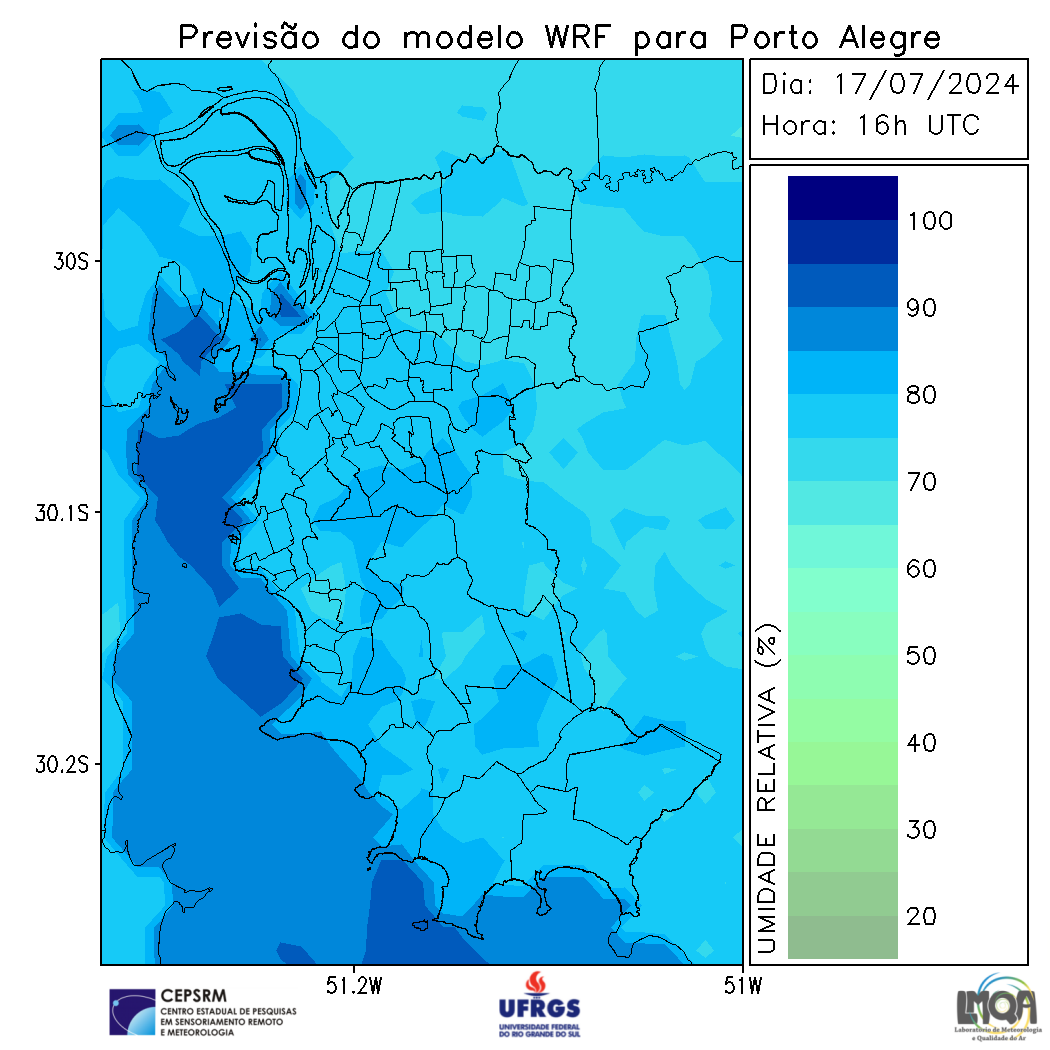 Previsão do modelo WRF para Porto Alegre
Dia: 17/07/2024
Hora: 16h UTC
100
90
80
70
60
50
40
30
20
UMIDADE RELATIVA (%)
30S
30.1S
30.2S
51.2W
51W
CEPSRM
CENTRO ESTADUAL DE PESQUISAS
EM SENSORIAMENTO REMOTO
E METEOROLOGIA
UFRGS
UNIVERSIDADE FEDERAL
DO RIO GRANDE DO SUL
LMQA
Laboratório de Meteorologia
e Qualidade do Ar